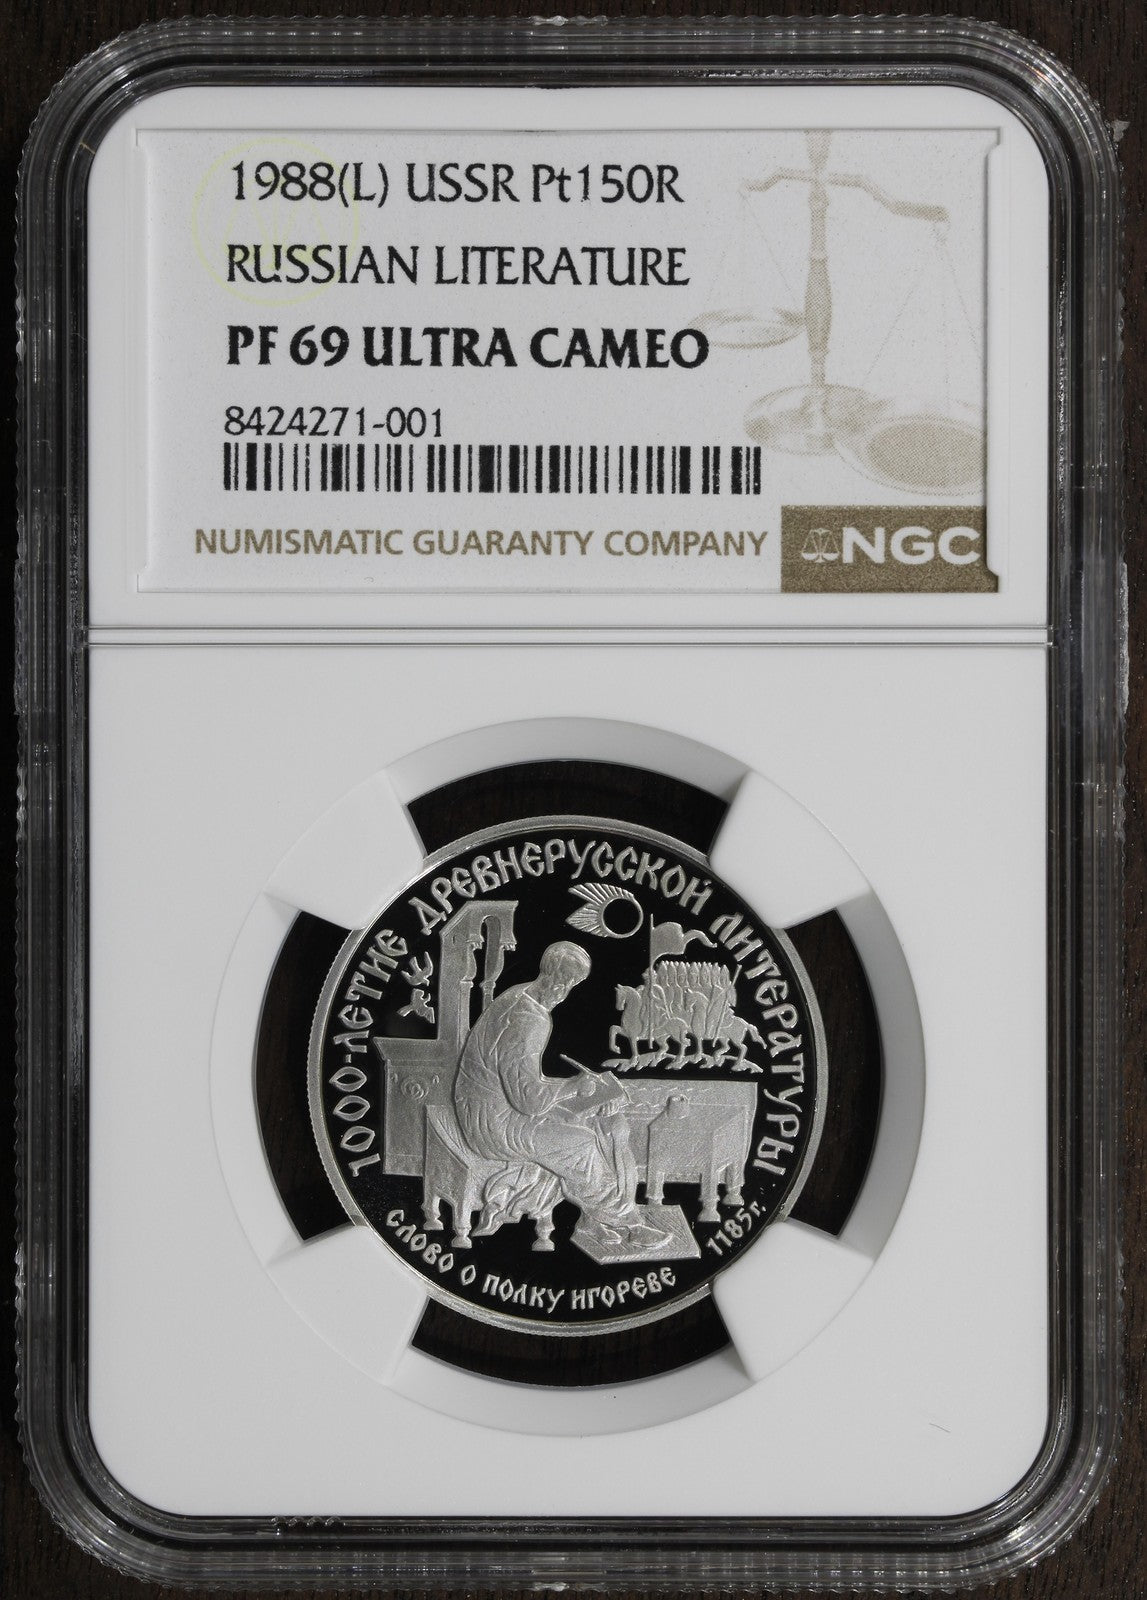 1988(L) USSR Pt150R
RUSSIAN LITERATURE
PF 69 ULTRA CAMEO
8424271-001
NUMISMATIC GUARANTY COMPANY
NGC
1000-ЛЕТИЕ ДРЕВНЕРУССКОЙ ЛИТЕРАТУРЫ
СЛОВО О ПОЛКУ ИГОРЕВЕ
1185г.